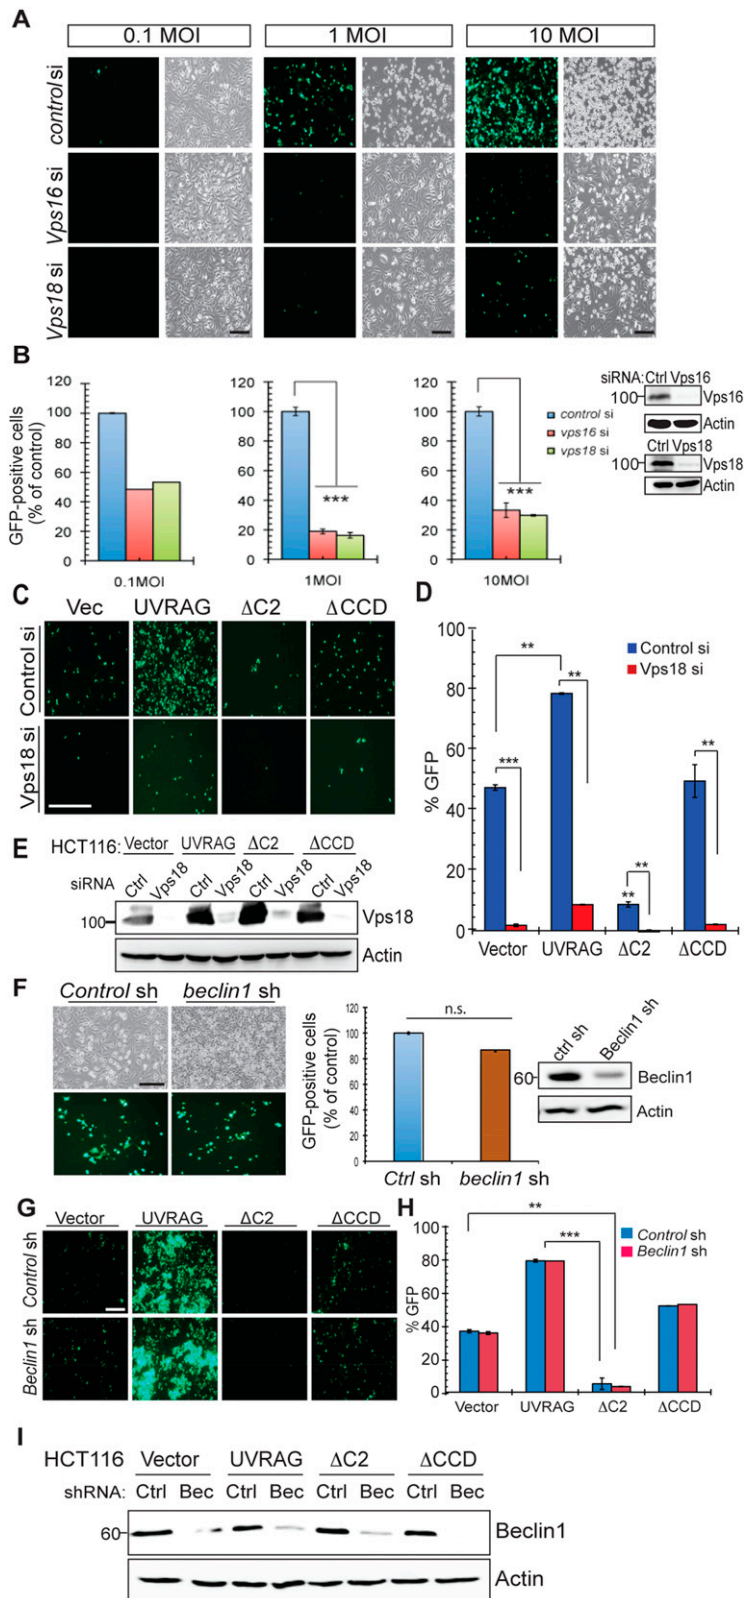 A
0.1 MOI 1 MOI 10 MOI
control si
Vps16 si
Vps18 si
B
GFP-positive cells
(% of control)
120
100
80
60
40
20
0
0.1MOI
120
100
80
60
40
20
0
1MOI
***
120
100
80
60
40
20
0
10MOI
***
control si
vps16 si
vps18 si
siRNA: Ctrl Vps16
100 Vps16
Actin
Ctrl Vps18
100 Vps18
Actin
C
Vec UVRAG ΔC2 ΔCCD
Control si
Vps18 si
D
% GFP
80
60
40
20
0
Control si
Vps18 si
** ** *** ** ** **
Vector UVRAG ΔC2 ΔCCD
E
HCT116: Vector UVRAG ΔC2 ΔCCD
siRNA Ctrl Vps18 Ctrl Vps18 Ctrl Vps18 Ctrl Vps18
100 Vps18
Actin
F
Control sh beclin1 sh
GFP-positive cells
(% of control)
120
100
80
60
40
20
0
n.s.
Ctrl sh beclin1 sh
ctrl sh Beclin1 sh
60 Beclin1
Actin
G
Vector UVRAG ΔC2 ΔCCD
Control sh
Beclin1 sh
H
% GFP
100
80
60
40
20
0
** ***
Control sh
Beclin1 sh
Vector UVRAG ΔC2 ΔCCD
I
HCT116 Vector UVRAG ΔC2 ΔCCD
shRNA: Ctrl Bec Ctrl Bec Ctrl Bec Ctrl Bec
60 Beclin1
Actin